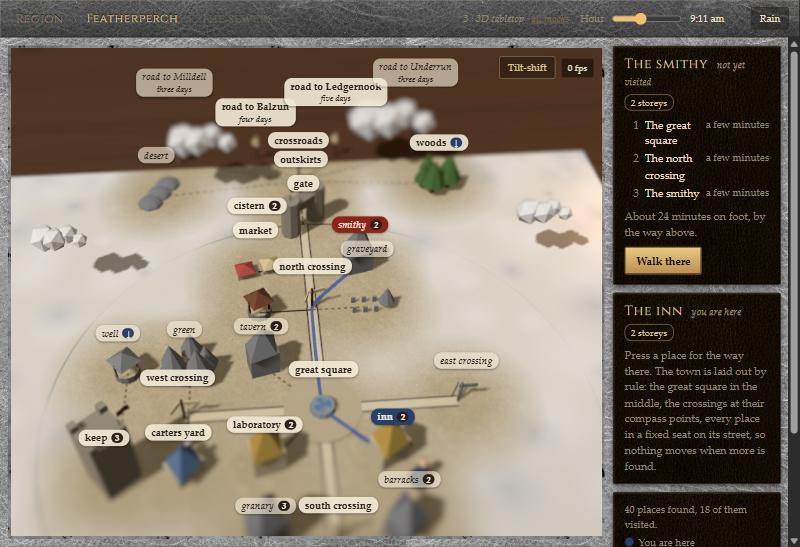 Region
Featherperch
The sewers
3 · 3D tabletop · all mocks
Hour
9:11 am
Rain
Tilt-shift
0 fps
road to Milldell
three days
road to Balzun
four days
road to Ledgernook
five days
road to Underrun
three days
desert
crossroads
outskirts
woods
gate
cistern 2
market
smithy 2
graveyard
north crossing
well
green
tavern 2
west crossing
great square
east crossing
keep 3
carters yard
laboratory 2
inn 2
barracks 2
granary 3
south crossing
The smithy not yet
visited
2 storeys
1 The great square a few minutes
2 The north crossing a few minutes
3 The smithy a few minutes
About 24 minutes on foot, by
the way above.
Walk there
The inn you are here
2 storeys
Press a place for the way
there. The town is laid out by
rule: the great square in the
middle, the crossings at their
compass points, every place
in a fixed seat on its street, so
nothing moves when more is
found.
40 places found, 18 of them
visited.
You are here